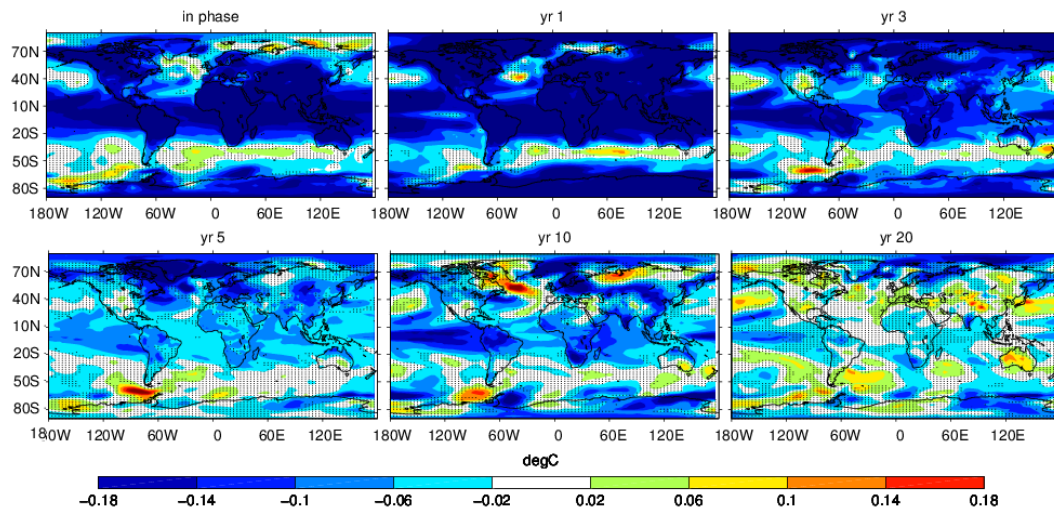 in phase
yr 1
yr 3
70N
40N
10N
20S
50S
80S
180W 120W 60W 0 60E 120E 180W 120W 60W 0 60E 120E 180W 120W 60W 0 60E 120E
yr 5
yr 10
yr 20
70N
40N
10N
20S
50S
80S
18 0W 120W 60W 0 60E 120E 180W 120W 60W 0 60E 120E 180W 120W 60W 0 60E 120E
degC
−0.18 −0.14 −0.1 −0.06 −0.02 0.02 0.06 0.1 0.14 0.18